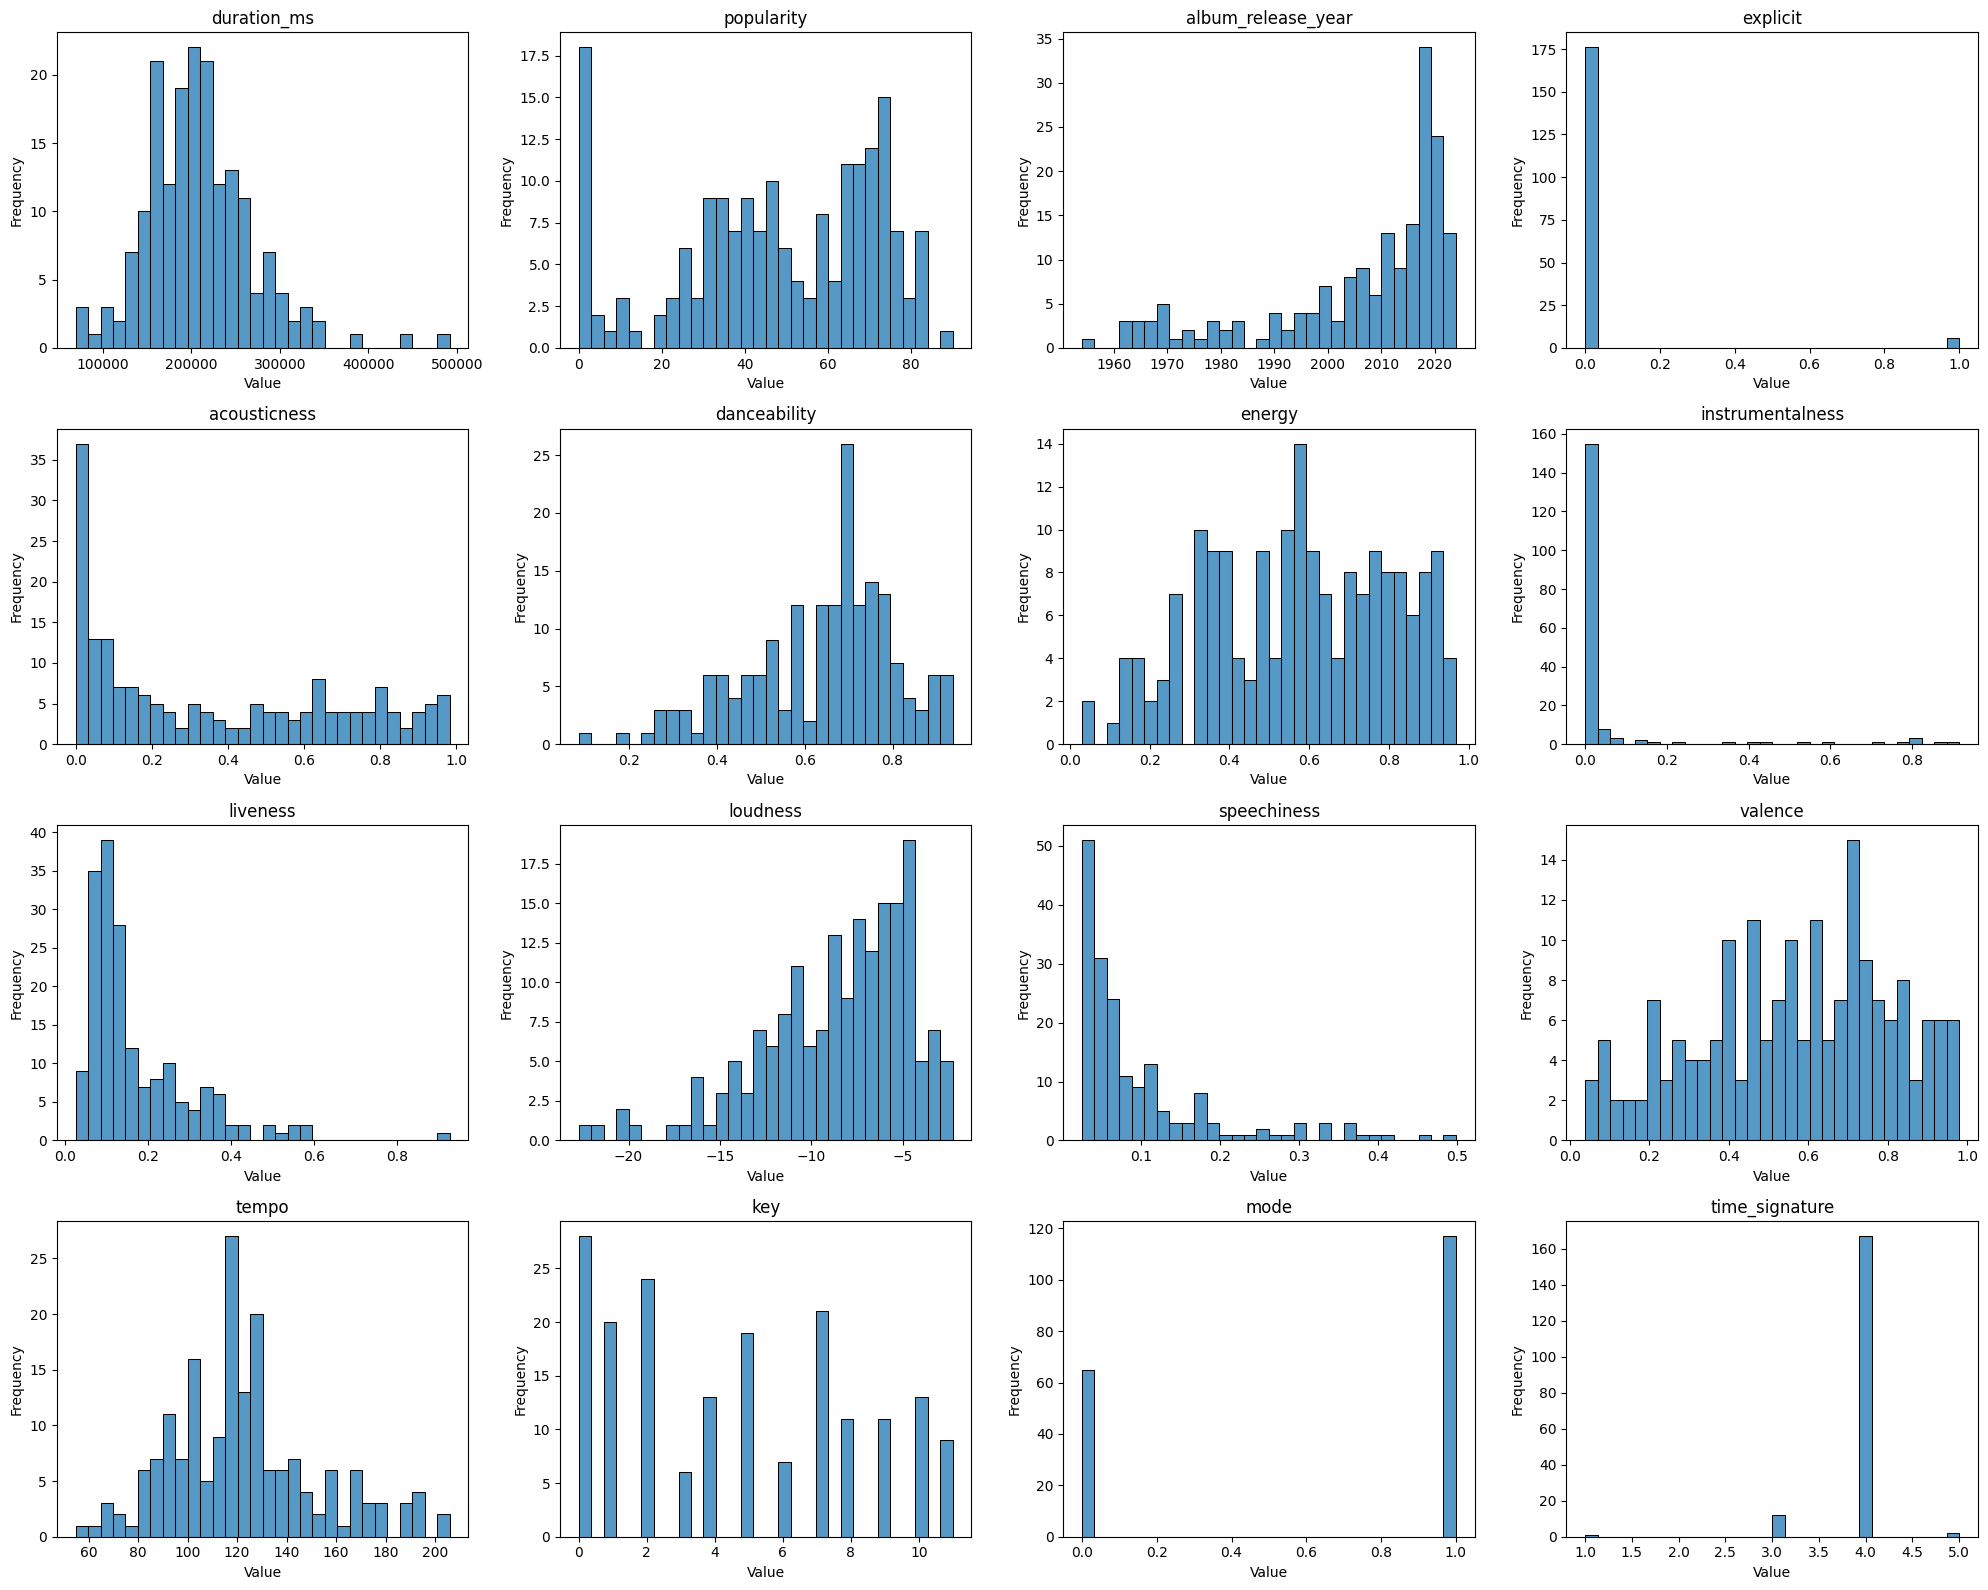 duration_ms
Frequency
20
15
10
5
0
100000 200000 300000 400000 500000
Value
popularity
Frequency
17.5
15.0
12.5
10.0
7.5
5.0
2.5
0.0
0 20 40 60 80
Value
album_release_year
Frequency
35
30
25
20
15
10
5
0
1960 1970 1980 1990 2000 2010 2020
Value
explicit
Frequency
175
150
125
100
75
50
25
0
0.0 0.2 0.4 0.6 0.8 1.0
Value
acousticness
Frequency
35
30
25
20
15
10
5
0
0.0 0.2 0.4 0.6 0.8 1.0
Value
danceability
Frequency
25
20
15
10
5
0
0.2 0.4 0.6 0.8
Value
energy
Frequency
14
12
10
8
6
4
2
0
0.0 0.2 0.4 0.6 0.8 1.0
Value
instrumentalness
Frequency
160
140
120
100
80
60
40
20
0
0.0 0.2 0.4 0.6 0.8
Value
liveness
Frequency
40
35
30
25
20
15
10
5
0
0.0 0.2 0.4 0.6 0.8
Value
loudness
Frequency
17.5
15.0
12.5
10.0
7.5
5.0
2.5
0.0
−20 −15 −10 −5
Value
speechiness
Frequency
50
40
30
20
10
0
0.1 0.2 0.3 0.4 0.5
Value
valence
Frequency
14
12
10
8
6
4
2
0
0.0 0.2 0.4 0.6 0.8 1.0
Value
tempo
Frequency
25
20
15
10
5
0
60 80 100 120 140 160 180 200
Value
key
Frequency
25
20
15
10
5
0
0 2 4 6 8 10
Value
mode
Frequency
120
100
80
60
40
20
0
0.0 0.2 0.4 0.6 0.8 1.0
Value
time_signature
Frequency
160
140
120
100
80
60
40
20
0
1.0 1.5 2.0 2.5 3.0 3.5 4.0 4.5 5.0
Value